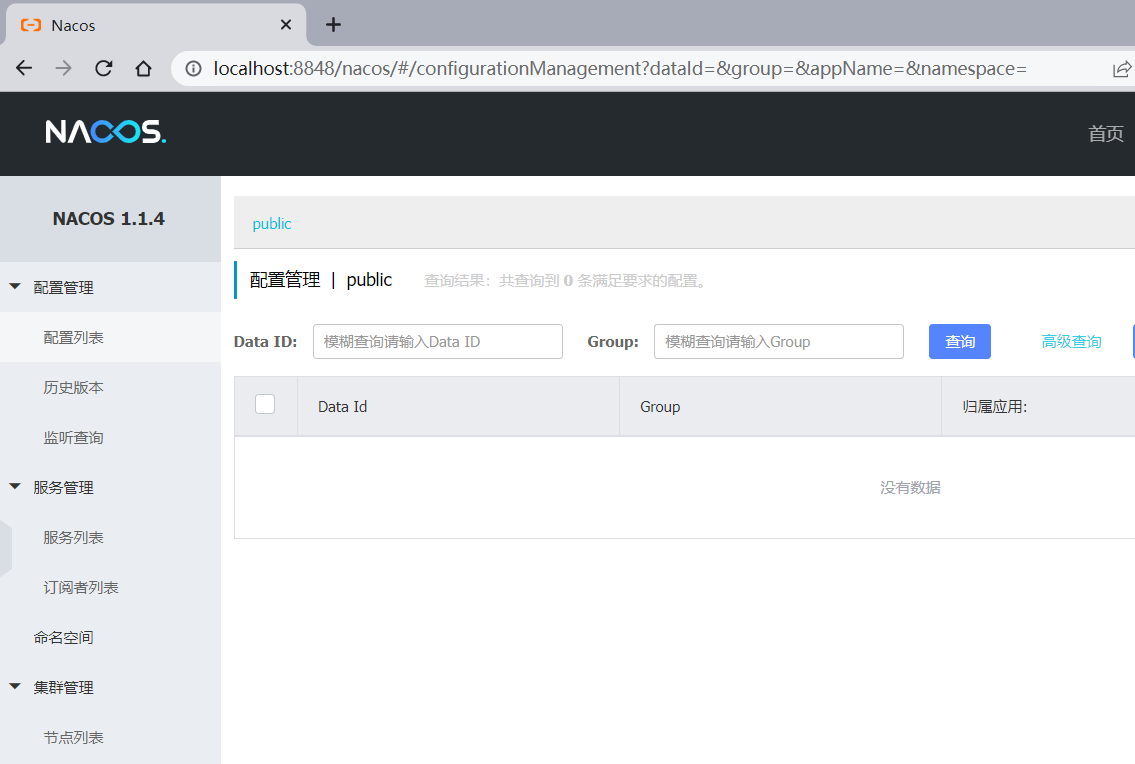 Nacos
localhost:8848/nacos/#/configurationManagement?dataId=&group=&appName=&namespace=
NACOS.
首页
NACOS 1.1.4
public
配置管理
配置管理 | public 查询结果：共查询到 0 条满足要求的配置。
配置列表
Data ID: 模糊查询请输入Data ID Group: 模糊查询请输入Group 查询 高级查询
历史版本
Data Id Group 归属应用:
监听查询
服务管理
没有数据
服务列表
订阅者列表
命名空间
集群管理
节点列表